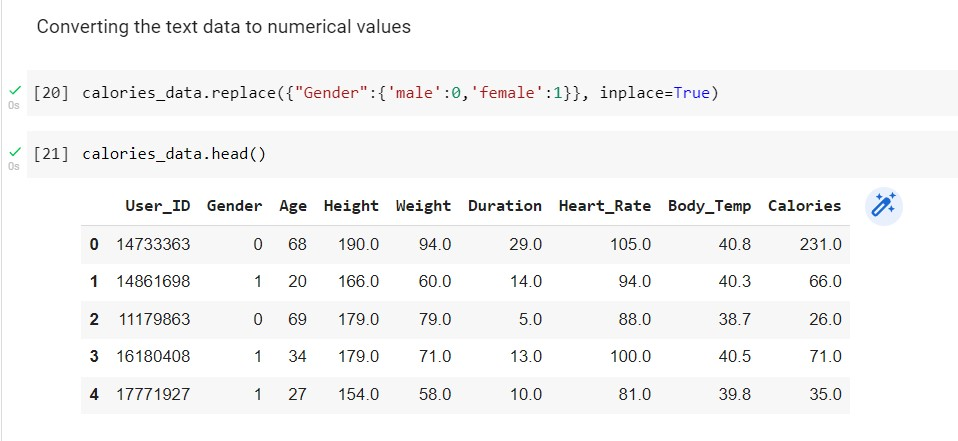 Converting the text data to numerical values
[20] calories_data.replace({"Gender":{'male':0,'female':1}}, inplace=True)
0s
[21] calories_data.head()
0s
User_ID Gender Age Height Weight Duration Heart_Rate Body_Temp Calories
0 14733363 0 68 190.0 94.0 29.0 105.0 40.8 231.0
1 14861698 1 20 166.0 60.0 14.0 94.0 40.3 66.0
2 11179863 0 69 179.0 79.0 5.0 88.0 38.7 26.0
3 16180408 1 34 179.0 71.0 13.0 100.0 40.5 71.0
4 17771927 1 27 154.0 58.0 10.0 81.0 39.8 35.0